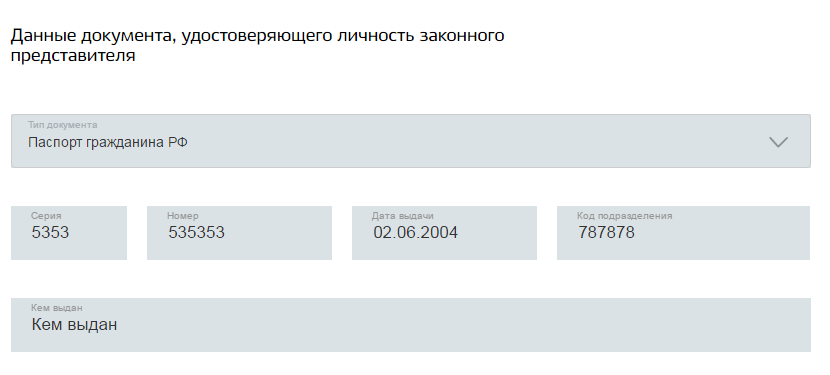 Данные документа, удостоверяющего личность законного
представителя
Тип документа
Паспорт гражданина РФ
Серия
5353
Номер
535353
Дата выдачи
02.06.2004
Код подразделения
787878
Кем выдан
Кем выдан